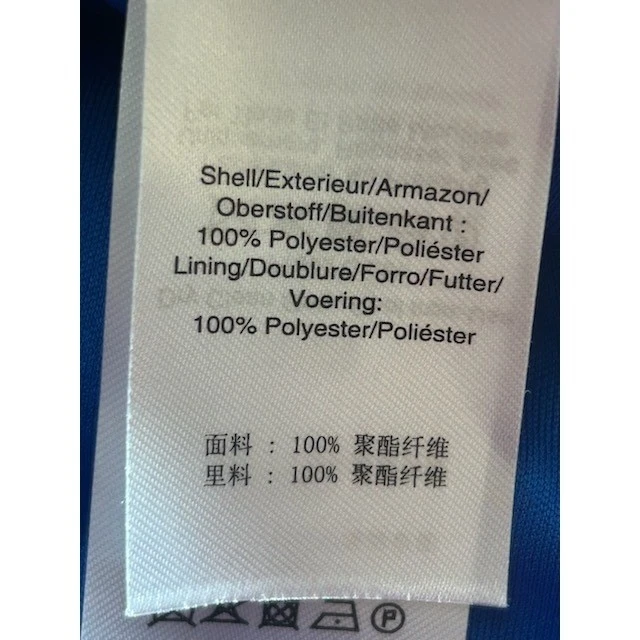 Shell/Exterieur/Armazon/
Oberstoff/Buitenkant :
100% Polyester/Poliéster
Lining/Doublure/Forro/Futter/
Voering:
100% Polyester/Poliéster
面料 : 100% 聚酯纤维
里料 : 100% 聚酯纤维
P